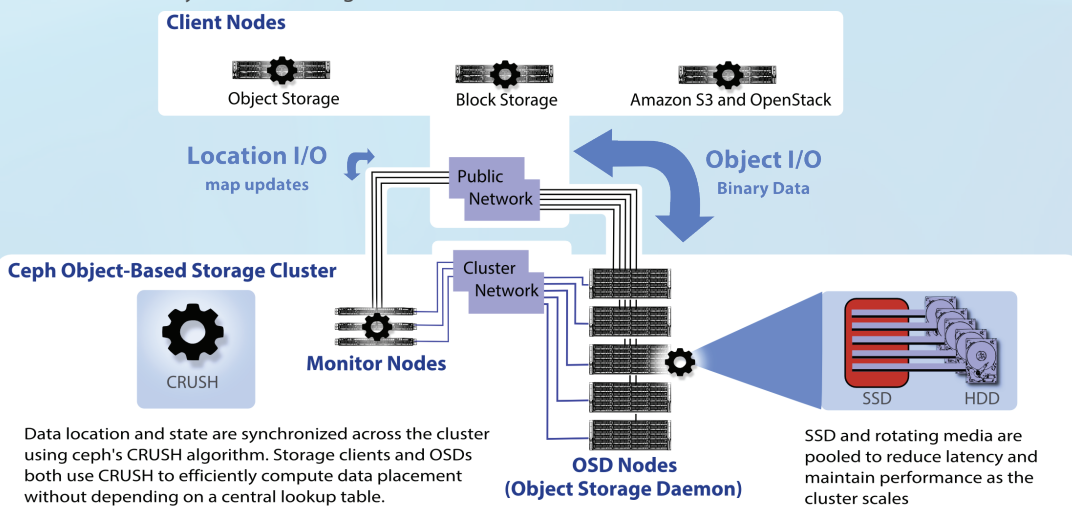 Client Nodes
Object Storage
Block Storage
Amazon S3 and OpenStack
Location I/O
map updates
Public
Network
Object I/O
Binary Data
Ceph Object-Based Storage Cluster
Cluster
Network
CRUSH
Monitor Nodes
SSD
HDD
Data location and state are synchronized across the cluster
using ceph's CRUSH algorithm. Storage clients and OSDs
both use CRUSH to efficiently compute data placement
without depending on a central lookup table.
OSD Nodes
(Object Storage Daemon)
SSD and rotating media are
pooled to reduce latency and
maintain performance as the
cluster scales